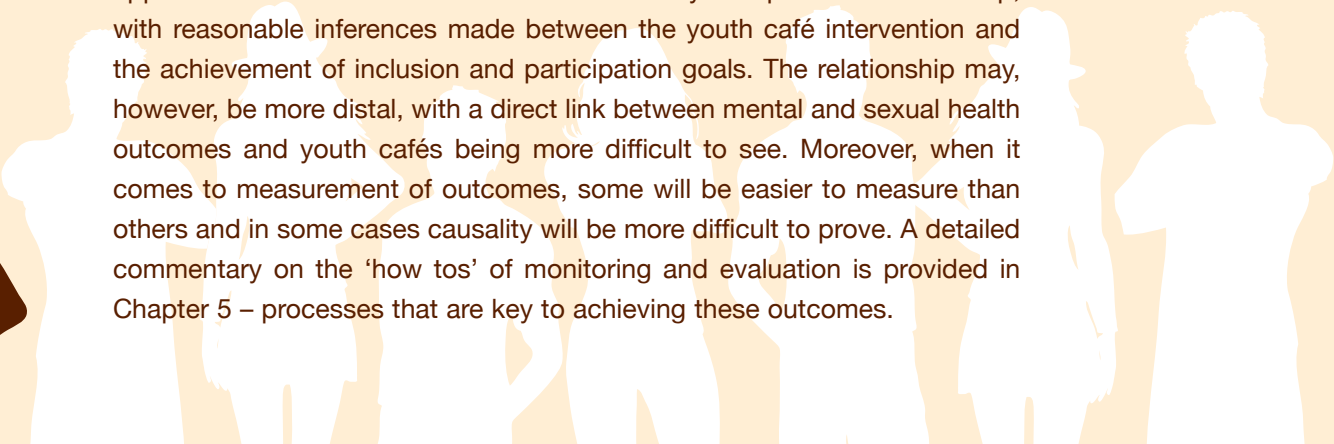 with reasonable inferences made between the youth café intervention and
the achievement of inclusion and participation goals. The relationship may,
however, be more distal, with a direct link between mental and sexual health
outcomes and youth cafés being more difficult to see. Moreover, when it
comes to measurement of outcomes, some will be easier to measure than
others and in some cases causality will be more difficult to prove. A detailed
commentary on the ‘how tos’ of monitoring and evaluation is provided in
Chapter 5 – processes that are key to achieving these outcomes.